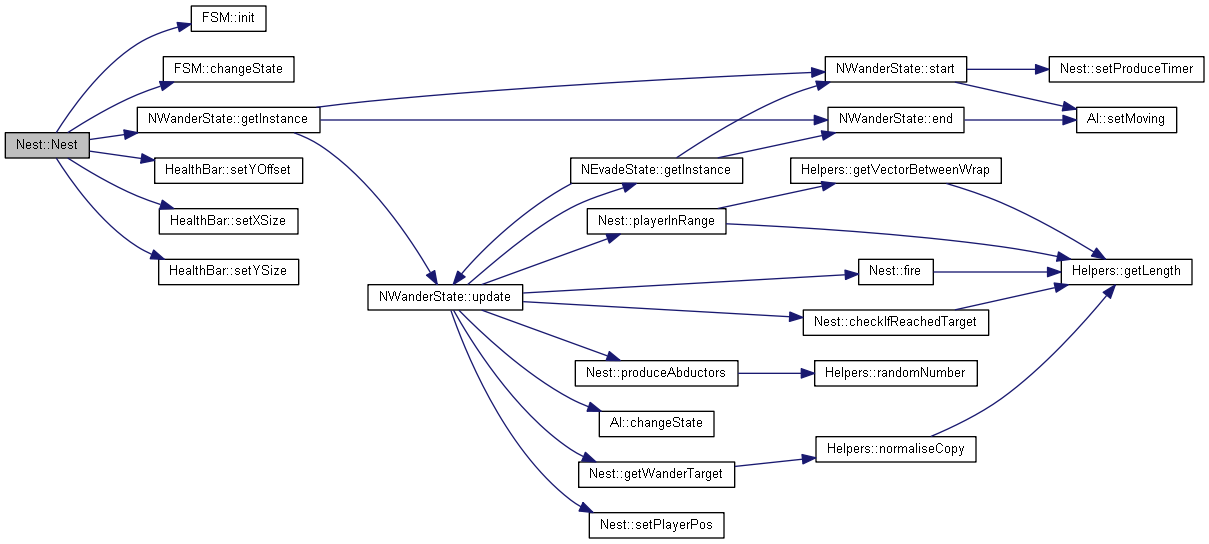 FSM::init
FSM::changeState
NWanderState::start
Nest::setProduceTimer
NWanderState::getInstance
NWanderState::end
AI::setMoving
Nest::Nest
HealthBar::setYOffset
NEvadeState::getInstance
Helpers::getVectorBetweenWrap
HealthBar::setXSize
Nest::playerInRange
HealthBar::setYSize
Nest::fire
Helpers::getLength
NWanderState::update
Nest::checkIfReachedTarget
Nest::produceAbductors
Helpers::randomNumber
AI::changeState
Helpers::normaliseCopy
Nest::getWanderTarget
Nest::setPlayerPos